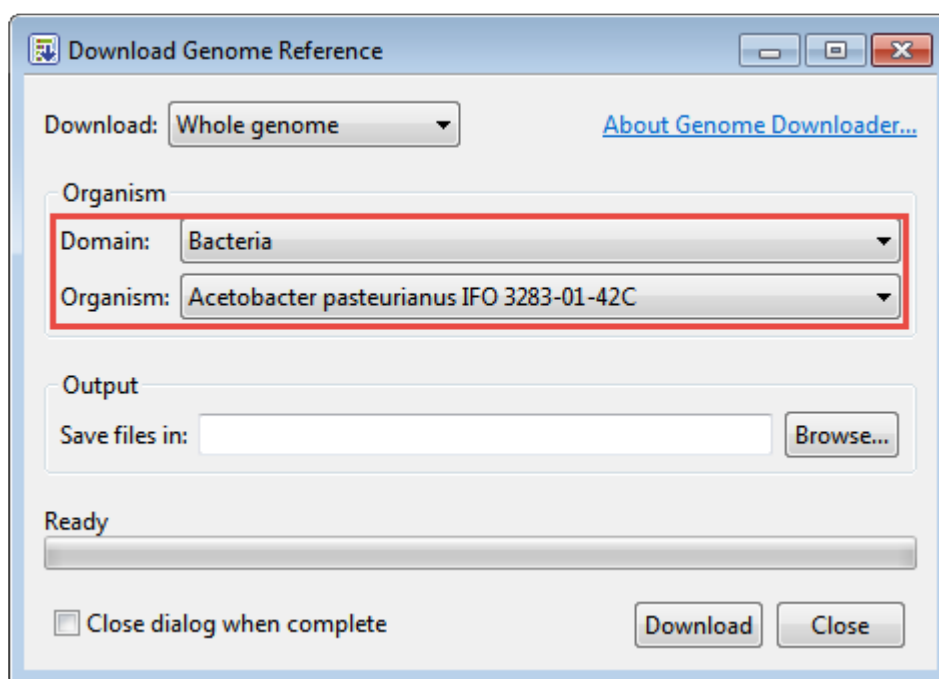 Download Genome Reference
Download: Whole genome About Genome Downloader...
Organism
Domain: Bacteria
Organism: Acetobacter pasteurianus IFO 3283-01-42C
Output
Save files in: Browse...
Ready
Close dialog when complete Download Close